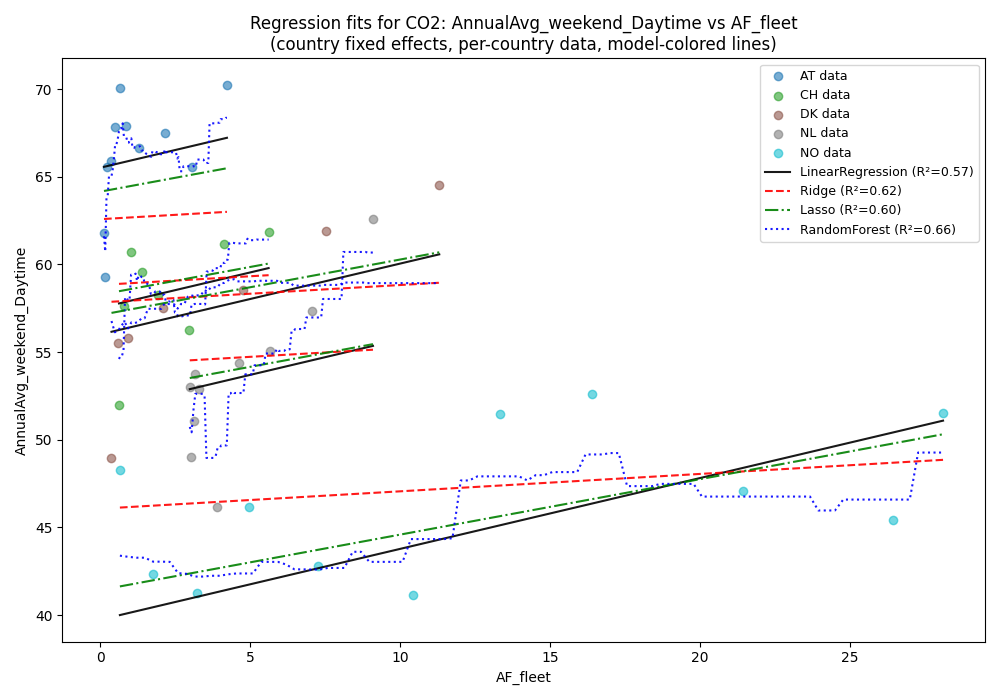 Regression fits for CO2: AnnualAvg_weekend_Daytime vs AF_fleet
(country fixed effects, per-country data, model-colored lines)
AT data
CH data
DK data
NL data
NO data
LinearRegression (R²=0.57)
Ridge (R²=0.62)
Lasso (R²=0.60)
RandomForest (R²=0.66)
AnnualAvg_weekend_Daytime
70
65
60
55
50
45
40
0 5 10 15 20 25
AF_fleet